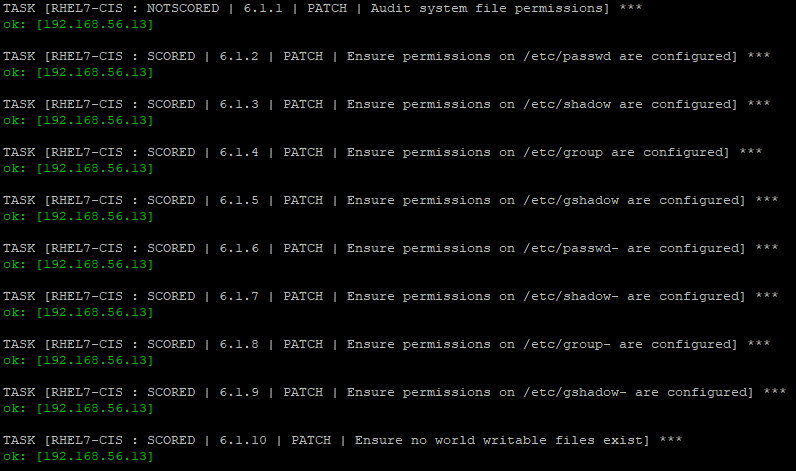 TASK [RHEL7-CIS : NOTSCORED | 6.1.1 | PATCH | Audit system file permissions] ***
ok: [192.168.56.13]
TASK [RHEL7-CIS : SCORED | 6.1.2 | PATCH | Ensure permissions on /etc/passwd are configured] ***
ok: [192.168.56.13]
TASK [RHEL7-CIS : SCORED | 6.1.3 | PATCH | Ensure permissions on /etc/shadow are configured] ***
ok: [192.168.56.13]
TASK [RHEL7-CIS : SCORED | 6.1.4 | PATCH | Ensure permissions on /etc/group are configured] ***
ok: [192.168.56.13]
TASK [RHEL7-CIS : SCORED | 6.1.5 | PATCH | Ensure permissions on /etc/gshadow are configured] ***
ok: [192.168.56.13]
TASK [RHEL7-CIS : SCORED | 6.1.6 | PATCH | Ensure permissions on /etc/passwd- are configured] ***
ok: [192.168.56.13]
TASK [RHEL7-CIS : SCORED | 6.1.7 | PATCH | Ensure permissions on /etc/shadow- are configured] ***
ok: [192.168.56.13]
TASK [RHEL7-CIS : SCORED | 6.1.8 | PATCH | Ensure permissions on /etc/group- are configured] ***
ok: [192.168.56.13]
TASK [RHEL7-CIS : SCORED | 6.1.9 | PATCH | Ensure permissions on /etc/gshadow- are configured] ***
ok: [192.168.56.13]
TASK [RHEL7-CIS : SCORED | 6.1.10 | PATCH | Ensure no world writable files exist] ***
ok: [192.168.56.13]